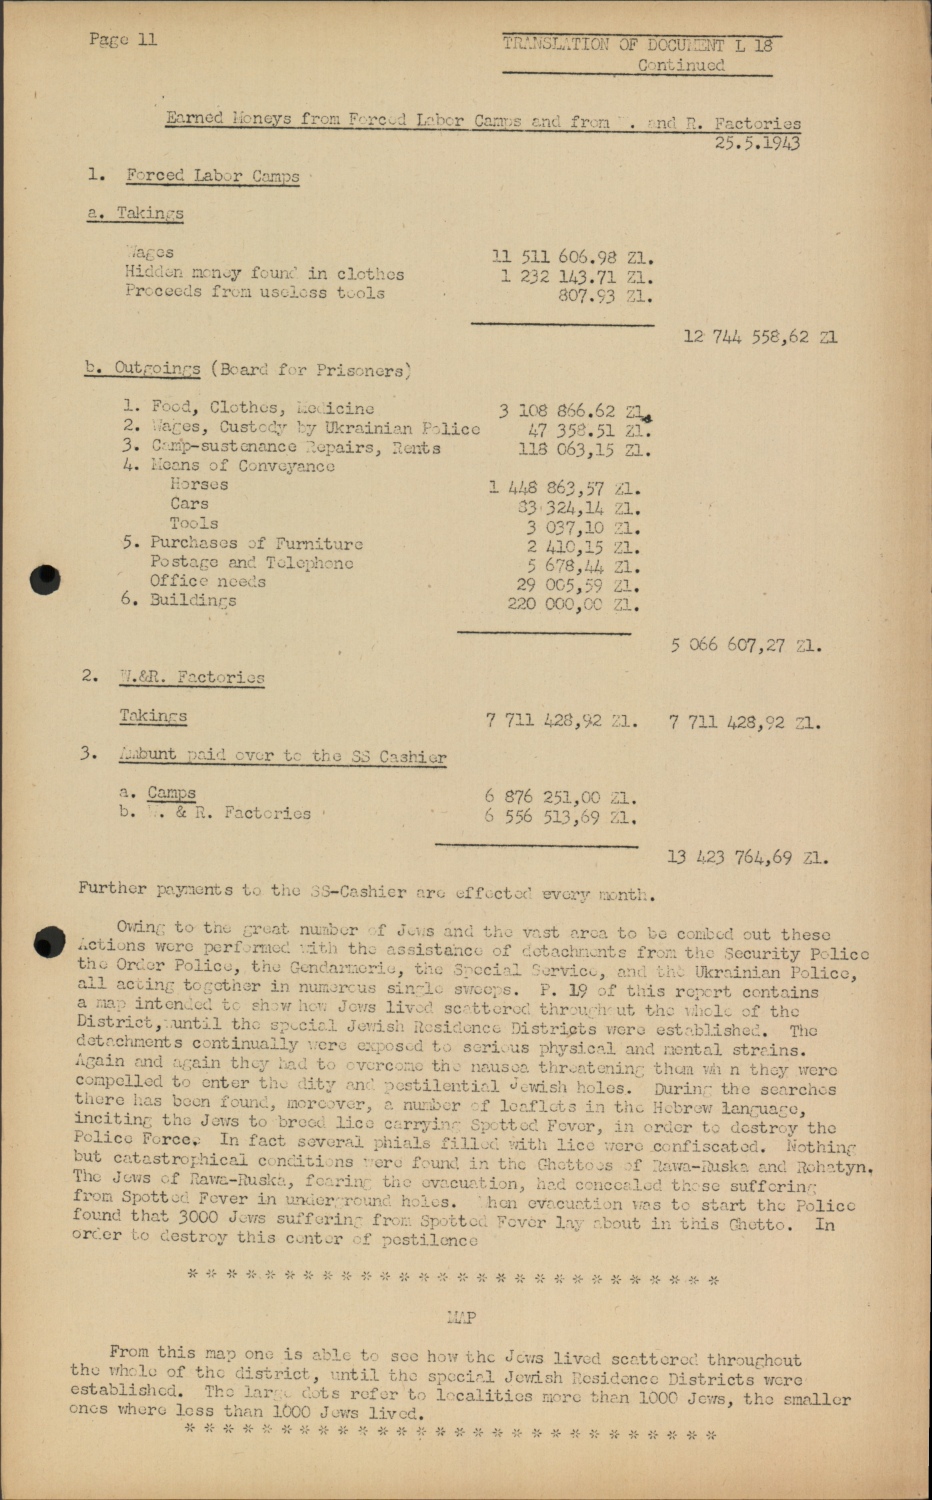 Page 11
TRANSLATION OF DOCUMENT L 18
Continued
Earned Moneys from Forced Labor Camps and from W. and R. Factories
25.5.1943
1. Forced Labor Camps
a. Takings
Wages 11 511 606.98 Zl.
Hidden money found in clothes 1 232 143.71 Zl.
Proceeds from useless tools 807.93 Zl.
12 744 558,62 Zl
b. Outgoings (Board for Prisoners)
1. Food, Clothes, Medicine 3 108 866.62 Zl.
2. Wages, Custody by Ukrainian Police 47 358.51 Zl.
3. Camp-sustenance Repairs, Rents 118 063,15 Zl.
4. Means of Conveyance
Horses 1 448 863,57 Zl.
Cars 83 324,14 Zl.
Tools 3 037,10 Zl.
5. Purchases of Furniture 2 410,15 Zl.
Postage and Telephone 5 678,44 Zl.
Office needs 29 005,59 Zl.
6. Buildings 220 000,00 Zl.
5 066 607,27 Zl.
2. W.&R. Factories
Takings 7 711 428,92 Zl. 7 711 428,92 Zl.
3. Ambunt paid over to the SS Cashier
a. Camps 6 876 251,00 Zl.
b. W. & R. Factories 6 556 513,69 Zl.
13 423 764,69 Zl.
Further payments to the SS-Cashier are effected every month.
Owing to the great number of Jews and the vast area to be combed out these
Actions were performed with the assistance of detachments from the Security Police
the Order Police, the Gendarmerie, the Special Service, and the Ukrainian Police,
all acting together in numerous single sweeps. P. 19 of this report contains
a map intended to show how Jews lived scattered through ut the whole of the
District, until the special Jewish Residence Districts were established. The
detachments continually were exposed to serious physical and mental strains.
Again and again they had to overcome the nausea threatening them wh n they were
compelled to enter the dity and pestilential Jewish holes. During the searches
there has been found, moreover, a number of leaflets in the Hebrew language,
inciting the Jews to breed lice carrying Spotted Fever, in order to destroy the
Police Force. In fact several phials filled with lice were confiscated. Nothing
but catastrophical conditions were found in the Ghettoes of Rawa-Ruska and Rohatyn.
The Jews of Rawa-Ruska, fearing the evacuation, had concealed those suffering
from Spotted Fever in underground holes. When evacuation was to start the Police
found that 3000 Jews suffering from Spotted Fever lay about in this Ghetto. In
order to destroy this center of pestilence
* * * * * * * * * * * * * * * * * * * * * * * * * * * *
MAP
From this map one is able to see how the Jews lived scattered throughout
the whole of the district, until the special Jewish Residence Districts were
established. The large dots refer to localities more than 1000 Jews, the smaller
ones where less than 1000 Jews lived.
* * * * * * * * * * * * * * * * * * * * * * * * * * * *